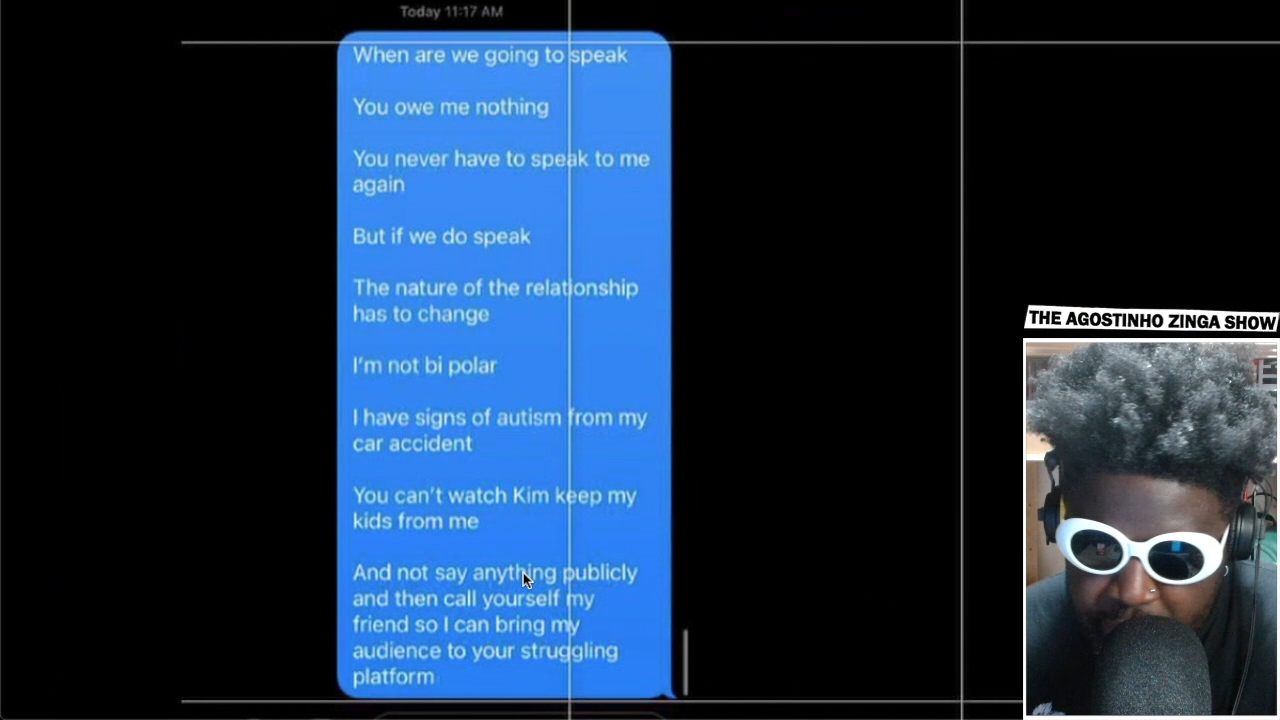 Today 11:17 AM
When are we going to speak
You owe me nothing
You never have to speak to me
again
But if we do speak
The nature of the relationship
has to change
I'm not bi polar
I have signs of autism from my
car accident
You can't watch Kim keep my
kids from me
And not say anything publicly
and then call yourself my
friend so I can bring my
audience to your struggling
platform
THE AGOSTINHO ZINGA SHOW